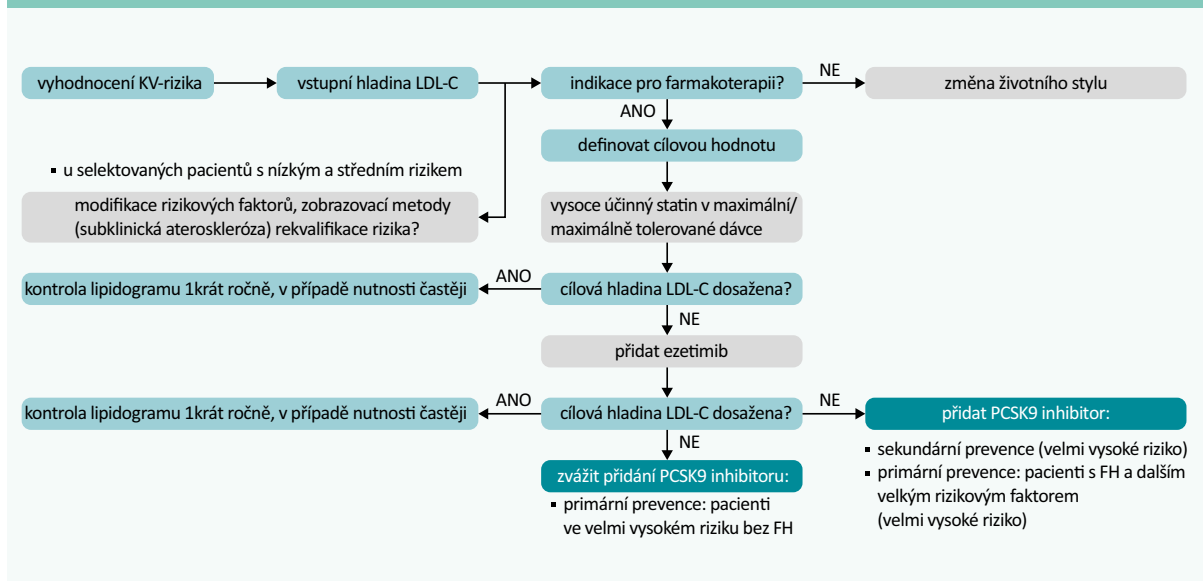 vyhodnocení KV-rizika
vstupní hladina LDL-C
indikace pro farmakoterapii?
NE
změna životního stylu
ANO
definovat cílovou hodnotu
▪ u selektovaných pacientů s nízkým a středním rizikem
modifikace rizikových faktorů, zobrazovací metody
(subklinická ateroskleróza) rekvalifikace rizika?
vysoce účinný statin v maximální/
maximálně tolerované dávce
kontrola lipidogramu 1krát ročně, v případě nutnosti častěji
ANO
cílová hladina LDL-C dosažena?
NE
přidat ezetimib
kontrola lipidogramu 1krát ročně, v případě nutnosti častěji
ANO
cílová hladina LDL-C dosažena?
NE
přidat PCSK9 inhibitor:
▪ sekundární prevence (velmi vysoké riziko)
▪ primární prevence: pacienti s FH a dalším
velkým rizikovým faktorem
(velmi vysoké riziko)
NE
zvážit přidání PCSK9 inhibitoru:
▪ primární prevence: pacienti
ve velmi vysokém riziku bez FH